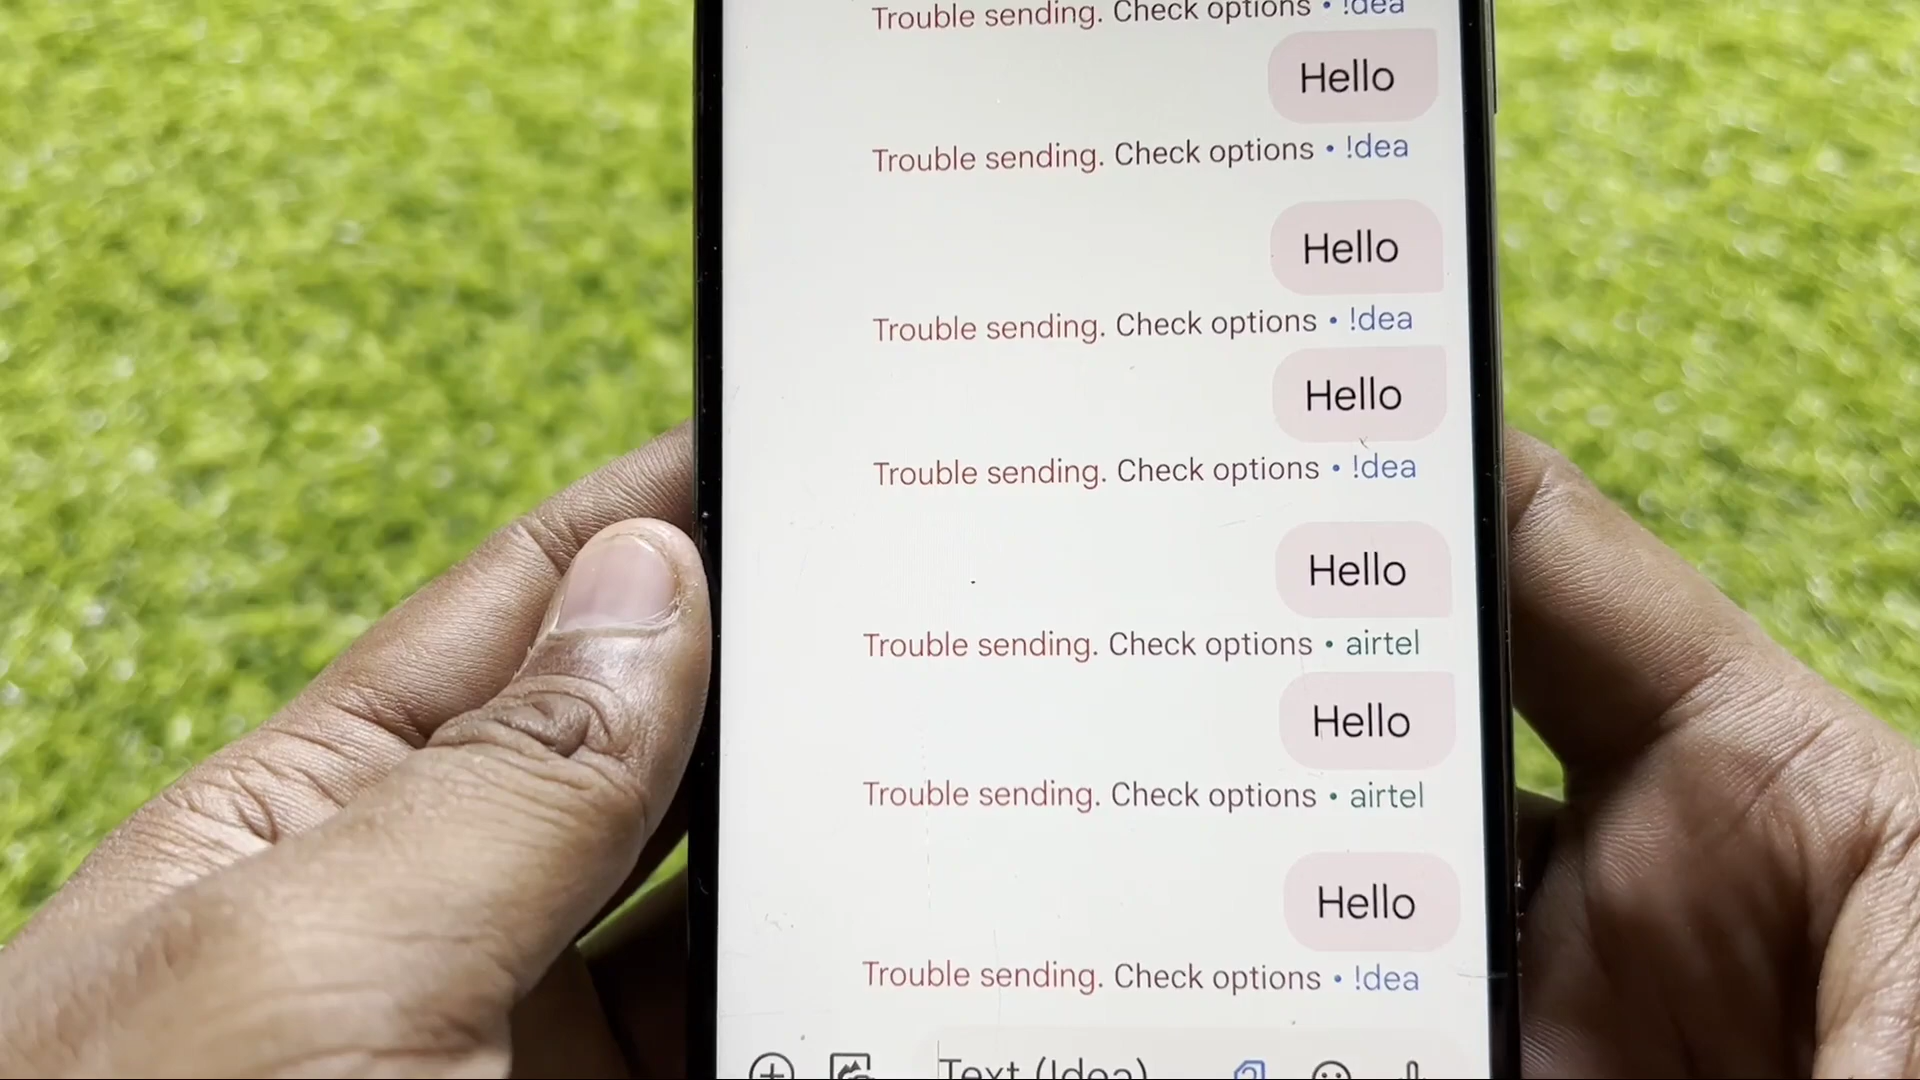 Trouble sending. Check options • !dea
Hello
Trouble sending. Check options • !dea
Hello
Trouble sending. Check options • !dea
Hello
Trouble sending. Check options • !dea
Hello
Trouble sending. Check options • airtel
Hello
Trouble sending. Check options • airtel
Hello
Trouble sending. Check options • !dea
Text (!dea)